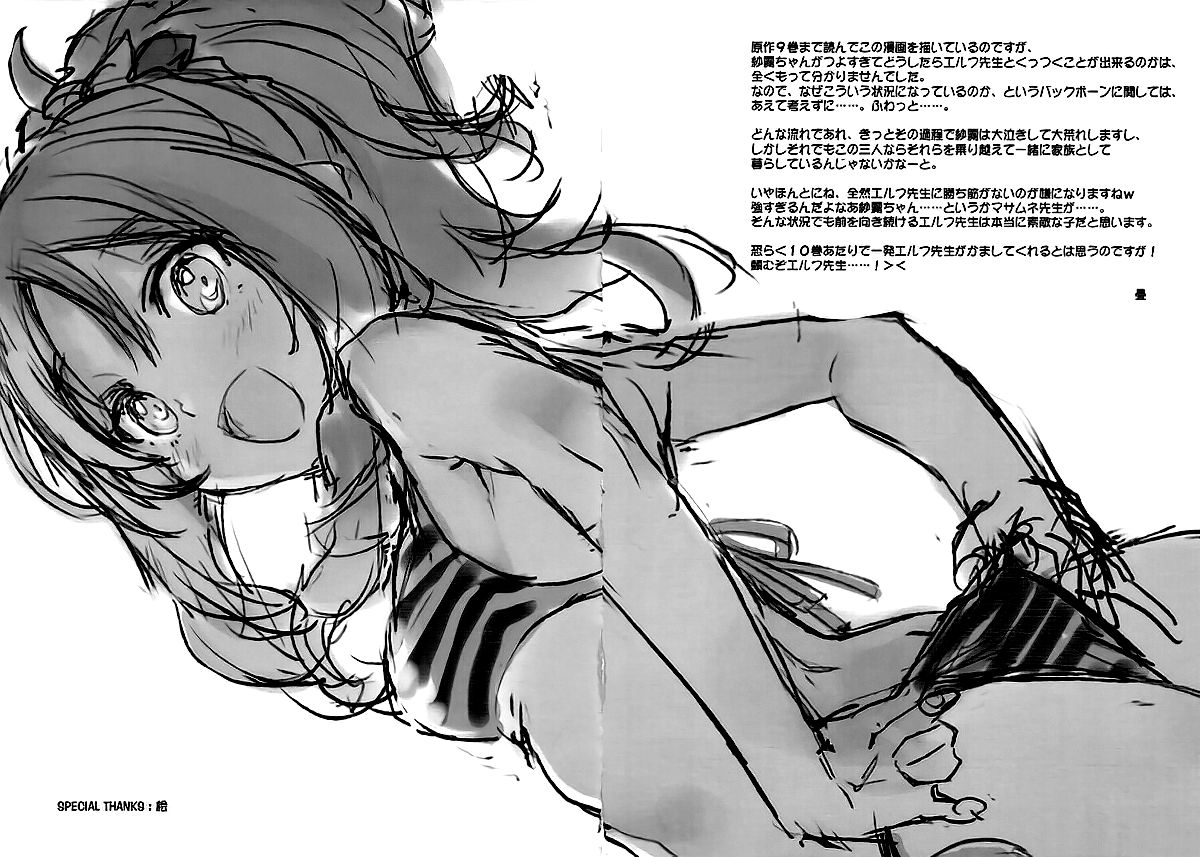 原作９巻まで読んでこの漫画を描いているのですが、
紗霧ちゃんがつよすぎてどうしたらエルフ先生とくっつくことが出来るのかは、
全くもって分かりませんでした。
なので、なぜこういう状況になっているのか、というバックボーンに関しては、
あえて考えずに……。ふわっと……。
どんな流れであれ、きっとその過程で紗霧は大泣きして大荒れしますし、
しかしそれでもこの三人ならそれらを乗り越えて一緒に家族として
暮らしているんじゃないかなーと。
いやほんとにね、全然エルフ先生に勝ち筋がないのが嫌になりますねｗ
強すぎるんだよなあ紗霧ちゃん……というかマサムネ先生が……。
そんな状況でも前を向き続けるエルフ先生は本当に素敵な子だと思います。
恐らく１０巻あたりで一発エルフ先生がかましてくれるとは思うのですが！
頼むぞエルフ先生……！＞＜
畳
SPECIAL THANKS : 絵